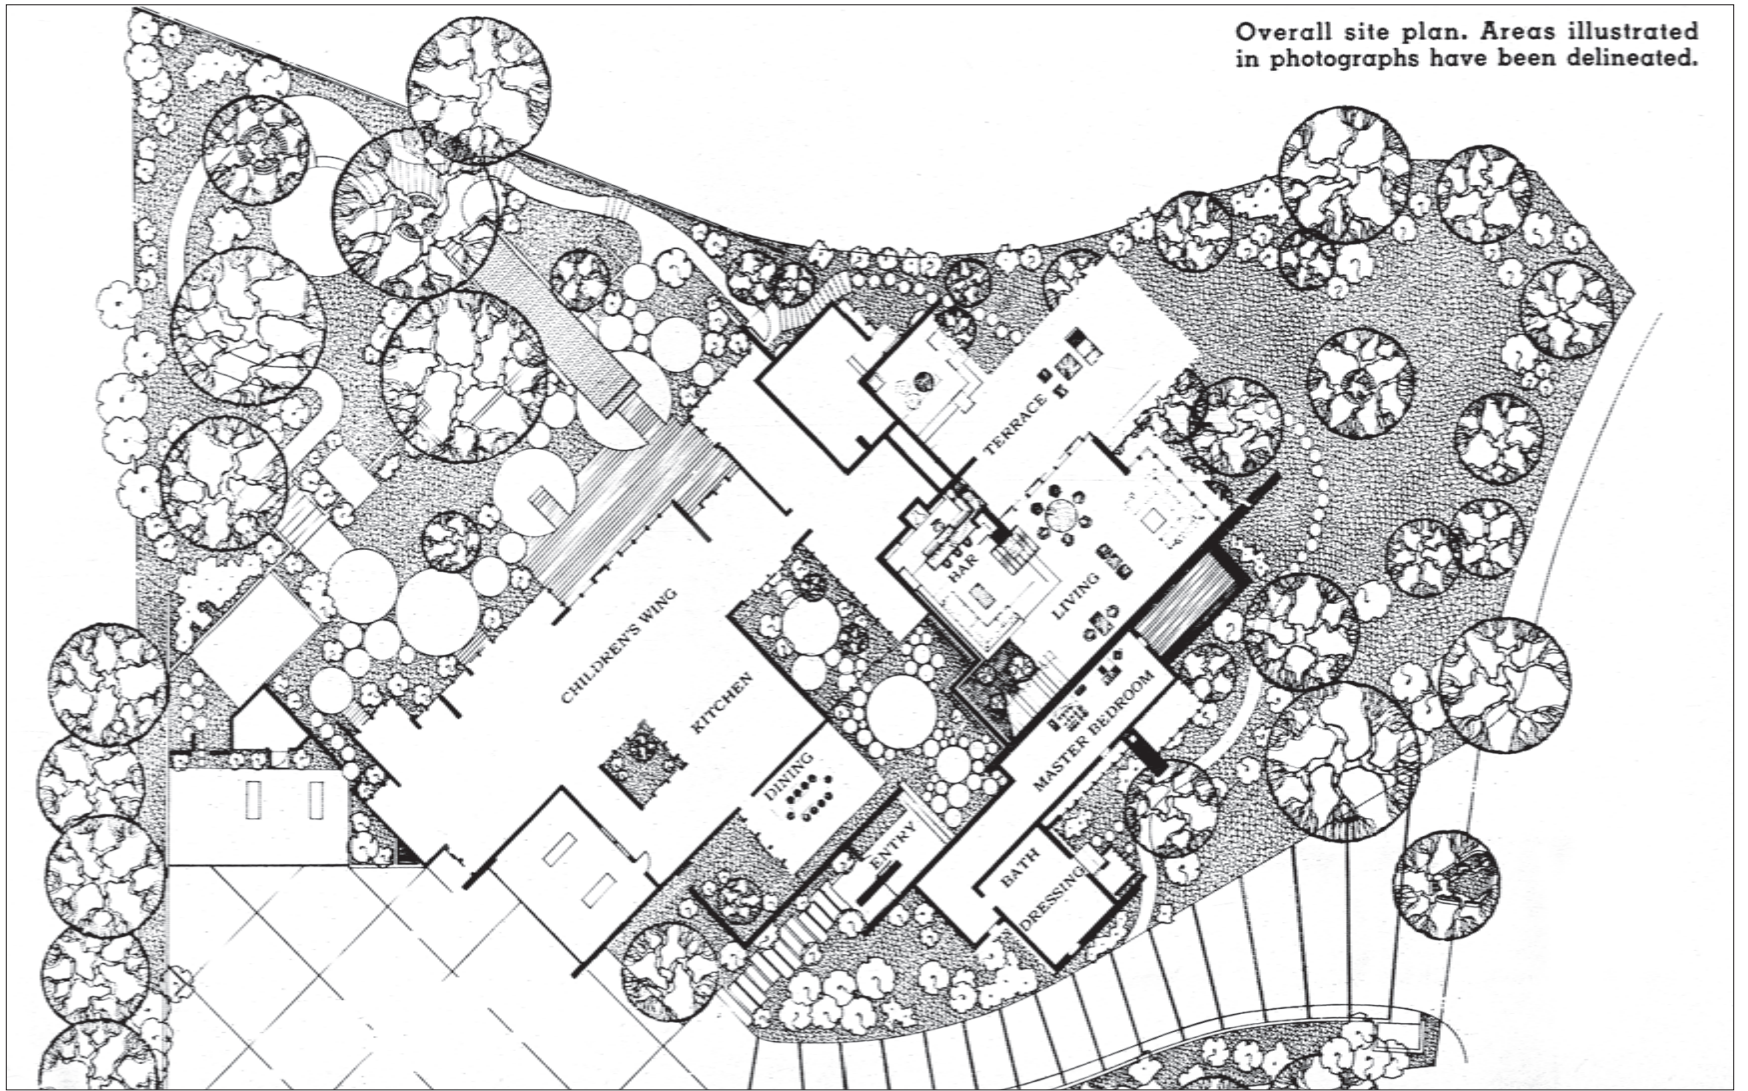 Overall site plan. Areas illustrated
in photographs have been delineated.
TERRACE
HAR
LIVING
CHILDREN'S WING
KITCHEN
MASTER BEDROOM
DINING
ENTRY
BATH
DRESSING